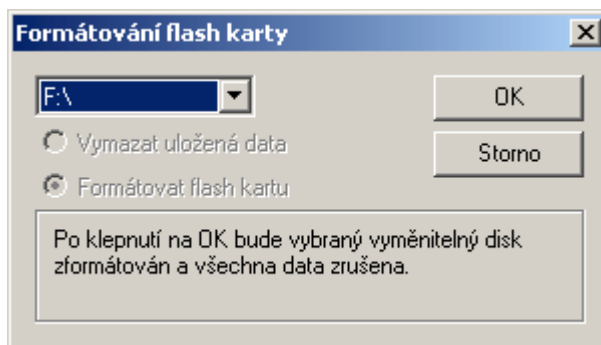 Formátování flash karty
F:\
OK
Vymazat uložená data
Storno
Formátovat flash kartu
Po klepnutí na OK bude vybraný vyměnitelný disk
zformátován a všechna data zrušena.